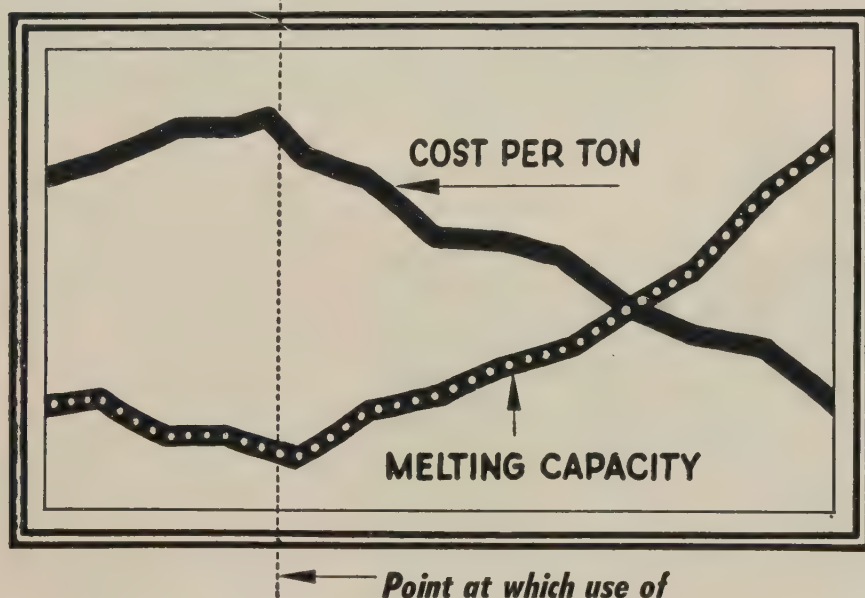 COST PER TON
MELTING CAPACITY
Point at which use of